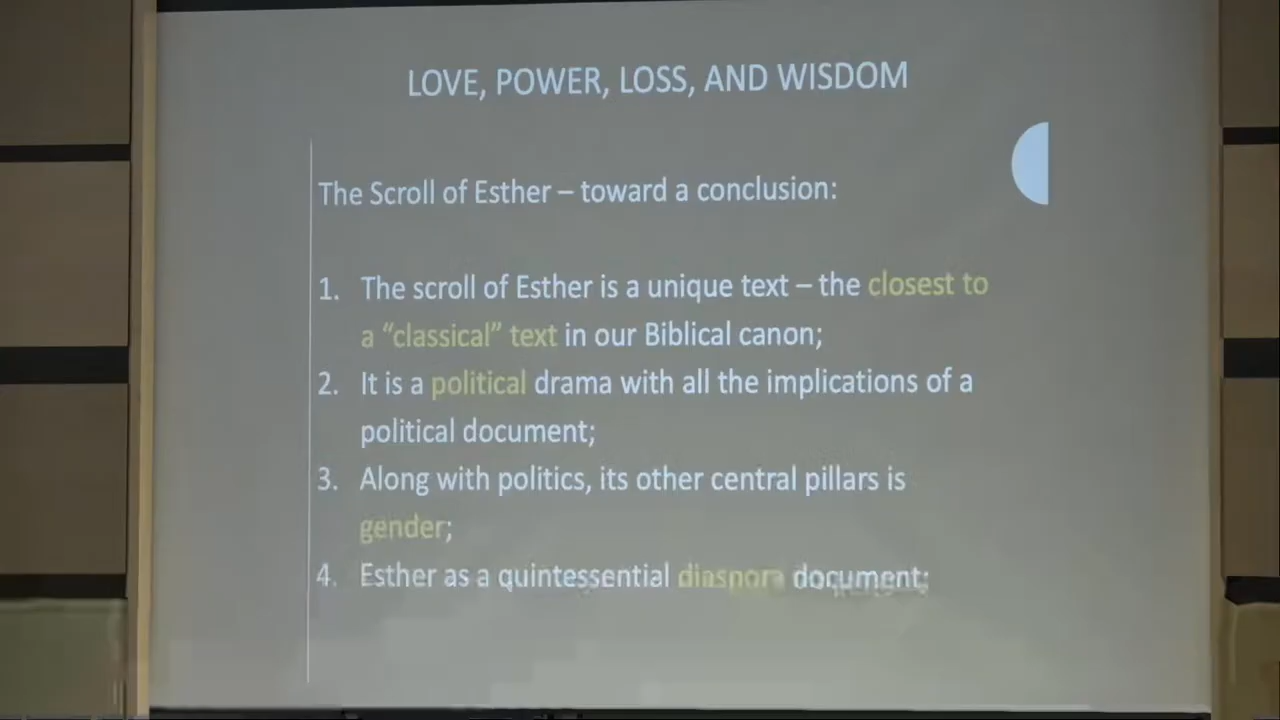 LOVE, POWER, LOSS, AND WISDOM
The Scroll of Esther – toward a conclusion:
1. The scroll of Esther is a unique text – the closest to
a “classical” text in our Biblical canon;
2. It is a political drama with all the implications of a
political document;
3. Along with politics, its other central pillars is
gender;
4. Esther as a quintessential diaspora document;